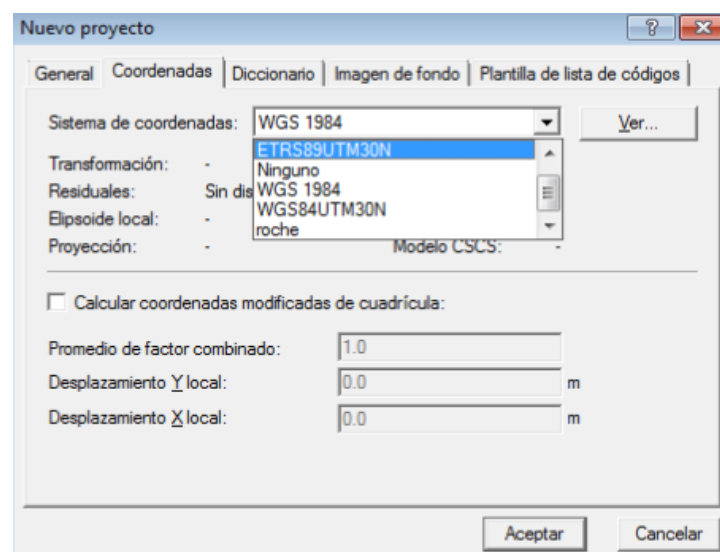 Nuevo proyecto
General Coordenadas Diccionario Imagen de fondo Plantilla de lista de códigos
Sistema de coordenadas: WGS 1984 Ver...
ETRS89UTM30N
Transformación: - Ninguno
Residuales: Sin dis WGS 1984
Elipsoide local: - WGS84UTM30N
roche
Proyección: - Modelo CSCS: -
Calcular coordenadas modificadas de cuadrícula:
Promedio de factor combinado: 1.0
Desplazamiento Y local: 0.0 m
Desplazamiento X local: 0.0 m
Aceptar Cancelar